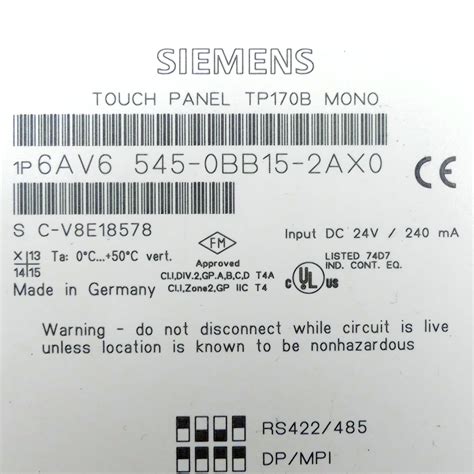 SIEMENS
TOUCH PANEL TP170B MONO
1P 6AV6 545-0BB15-2AX0
CE
S C-V8E18578
FM
Input DC 24V / 240 mA
X 13 14 15
Ta: 0°C...+50°C vert.
Approved
CLI,DIV.2,GP.A,B,C,D T4A
CLI,Zone2,GP IIC T4
c UL us
LISTED 74D7
IND. CONT. EQ.
Made in Germany
Warning - do not disconnect while circuit is live
unless location is known to be nonhazardous
RS422/485
DP/MPI